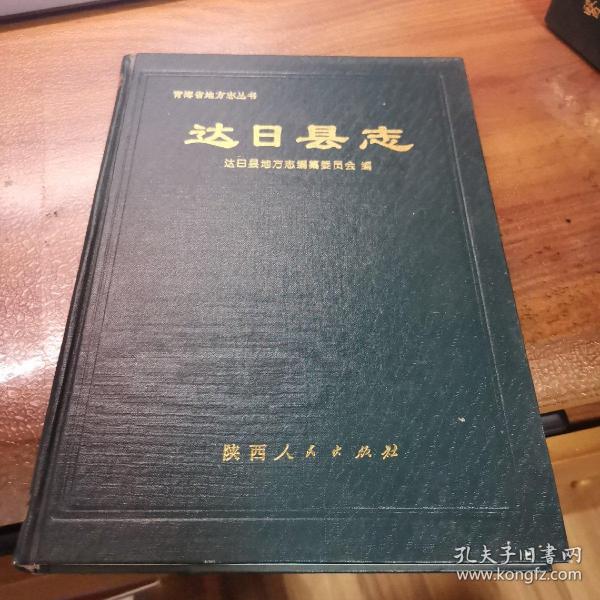 青海省地方志丛书
达日县志
达日县地方志编纂委员会 编
陕西人民出版社
孔夫子旧书网
www.kongfz.com